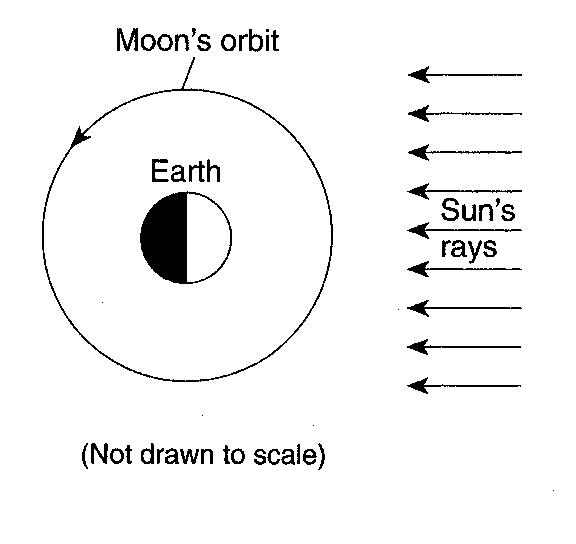 Moon's orbit
Earth
Sun's
rays
(Not drawn to scale)